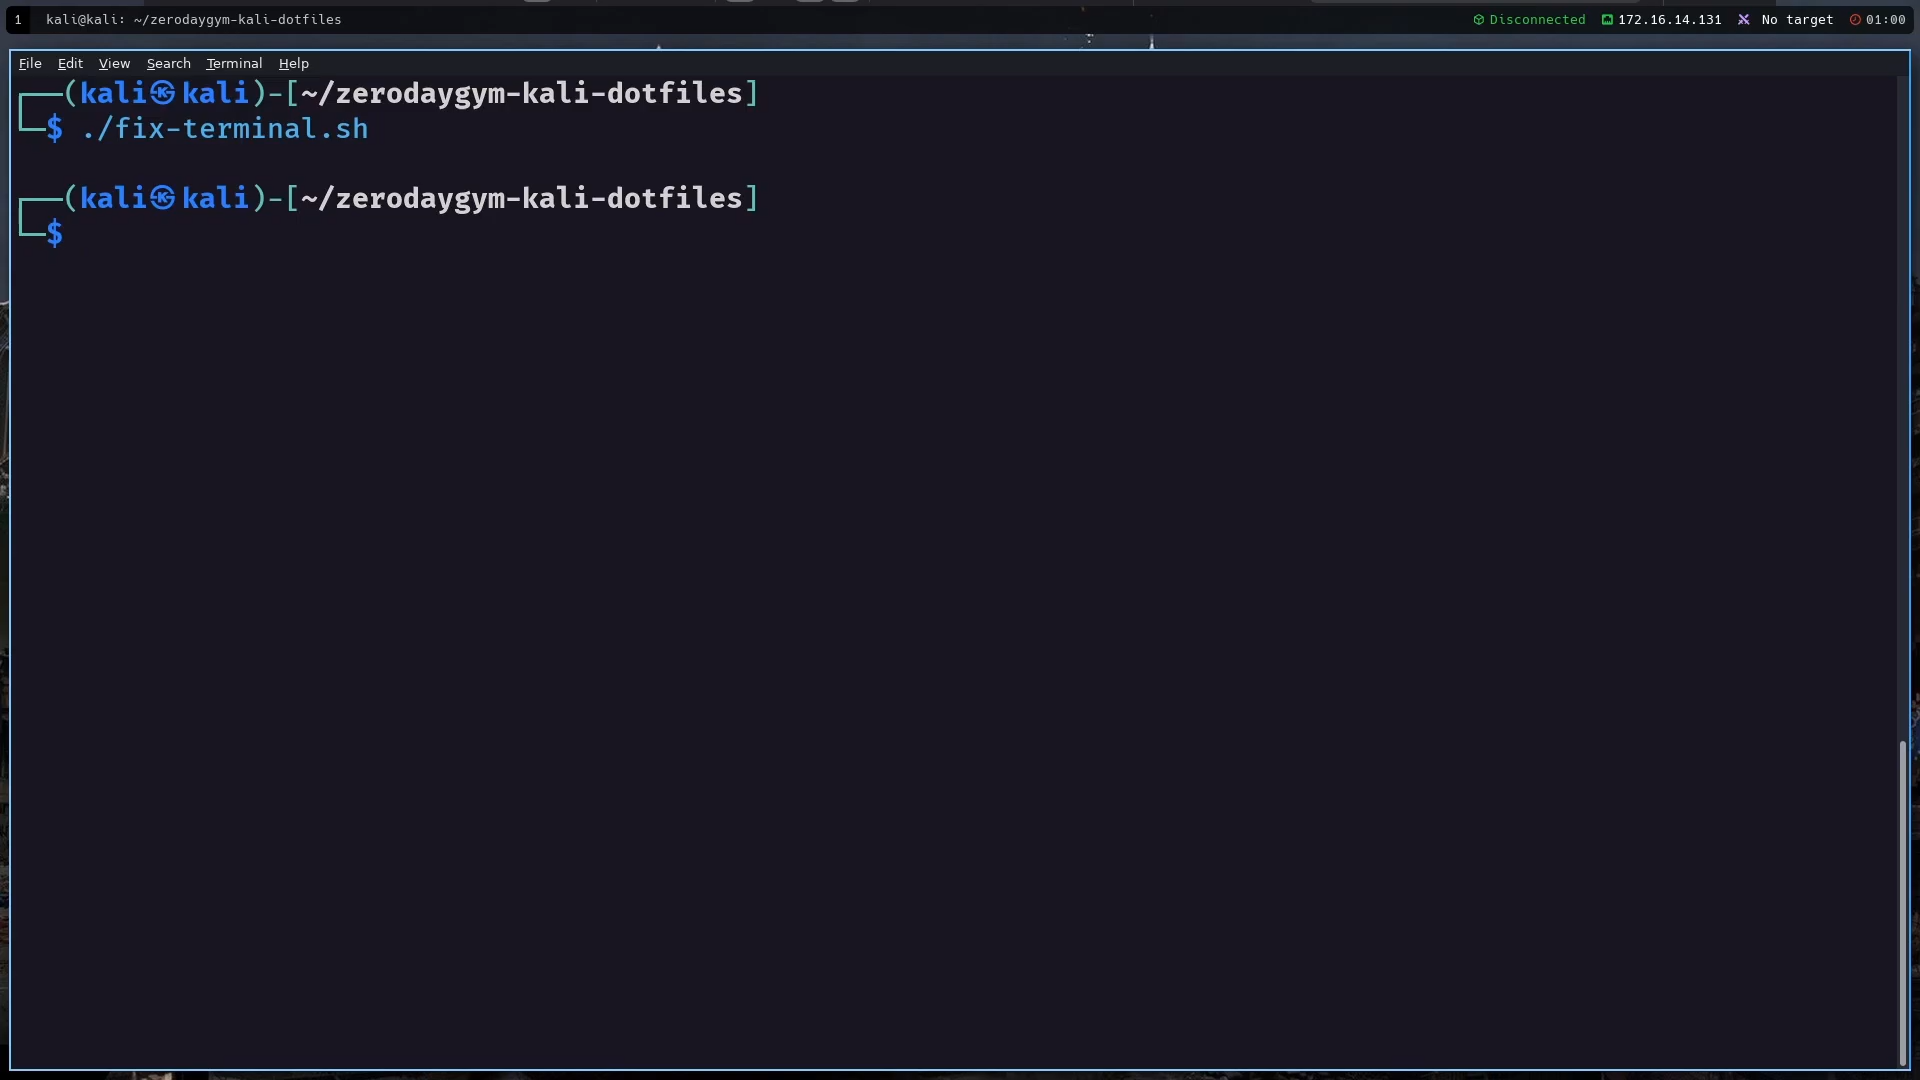 1 kali@kali: ~/zerodaygym-kali-dotfiles Disconnected 172.16.14.131 No target 01:00
File Edit View Search Terminal Help
┌──(kali㉿kali)-[~/zerodaygym-kali-dotfiles]
└─$ ./fix-terminal.sh
┌──(kali㉿kali)-[~/zerodaygym-kali-dotfiles]
└─$